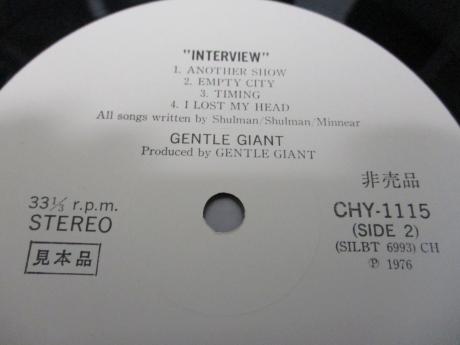 "INTERVIEW"
1. ANOTHER SHOW
2. EMPTY CITY
3. TIMING
4. I LOST MY HEAD
All songs written by Shulman/Shulman/Minnear
GENTLE GIANT
Produced by GENTLE GIANT
33⅓ r.p.m.
STEREO
見本品
非売品
CHY-1115
(SIDE 2)
(SILBT 6993) CH
Ⓟ 1976